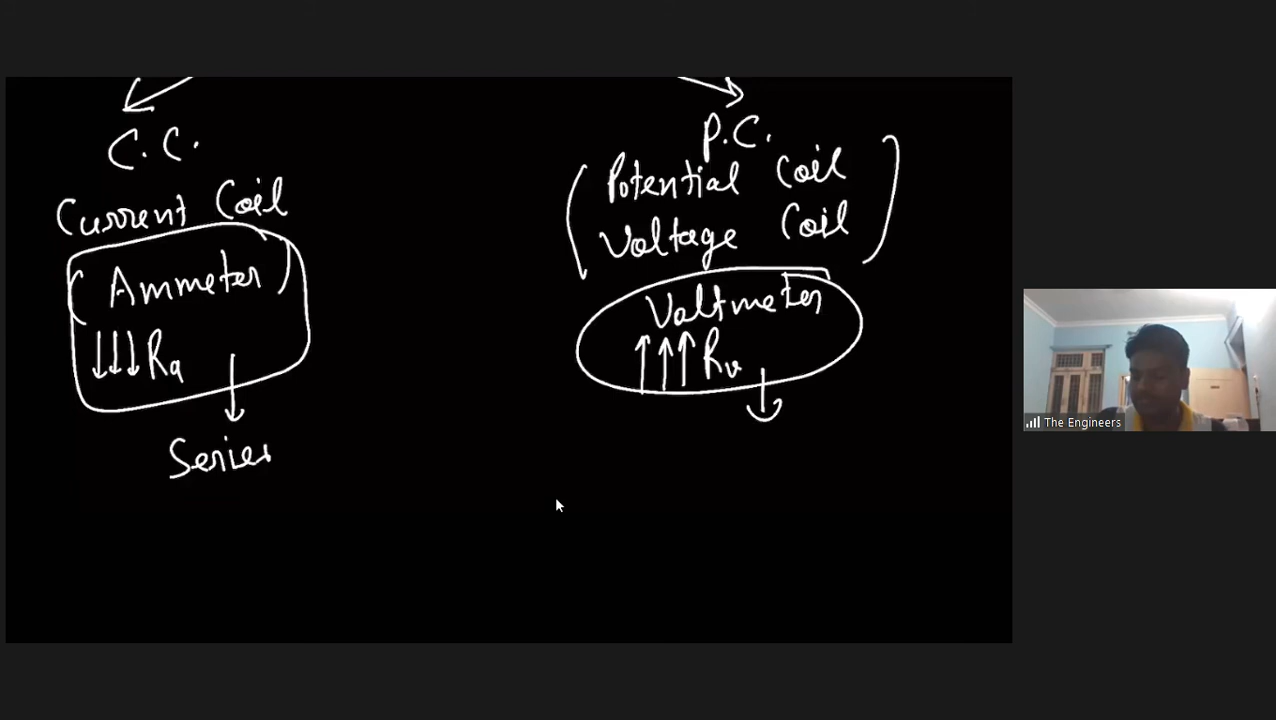 C.C.
Current Coil
(Ammeter)
↓↓↓Ra
Series
P.C.
(Potential Coil
Voltage Coil)
Voltmeter
↑↑↑Rv
The Engineers